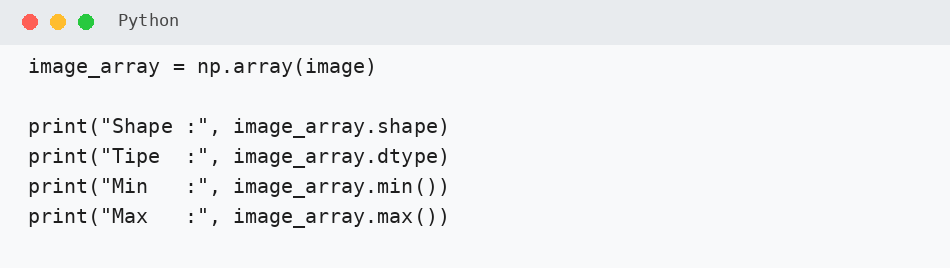 Python
image_array = np.array(image)
print("Shape :", image_array.shape)
print("Tipe  :", image_array.dtype)
print("Min   :", image_array.min())
print("Max   :", image_array.max())